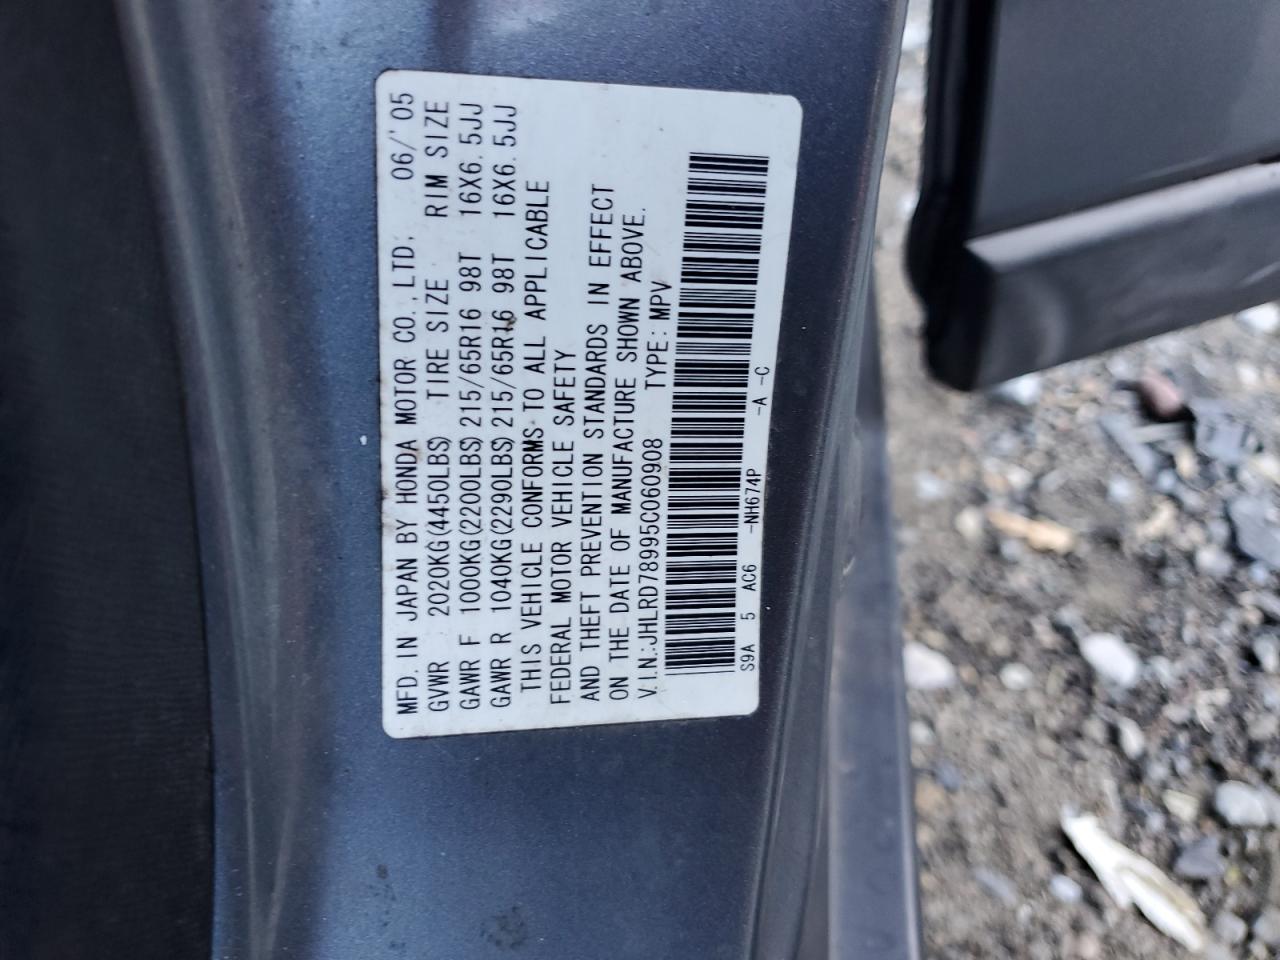 MFD. IN JAPAN BY HONDA MOTOR CO., LTD. 06/'05
GVWR 2020KG(4450LBS) TIRE SIZE RIM SIZE
GAWR F 1000KG(2200LBS) 215/65R16 98T 16X6.5JJ
GAWR R 1040KG(2290LBS) 215/65R16 98T 16X6.5JJ
THIS VEHICLE CONFORMS TO ALL APPLICABLE
FEDERAL MOTOR VEHICLE SAFETY
AND THEFT PREVENTION STANDARDS IN EFFECT
ON THE DATE OF MANUFACTURE SHOWN ABOVE.
V.I.N.:JHLRD78995C060908 TYPE: MPV
S9A 5 AC6 -NH674P -A -C